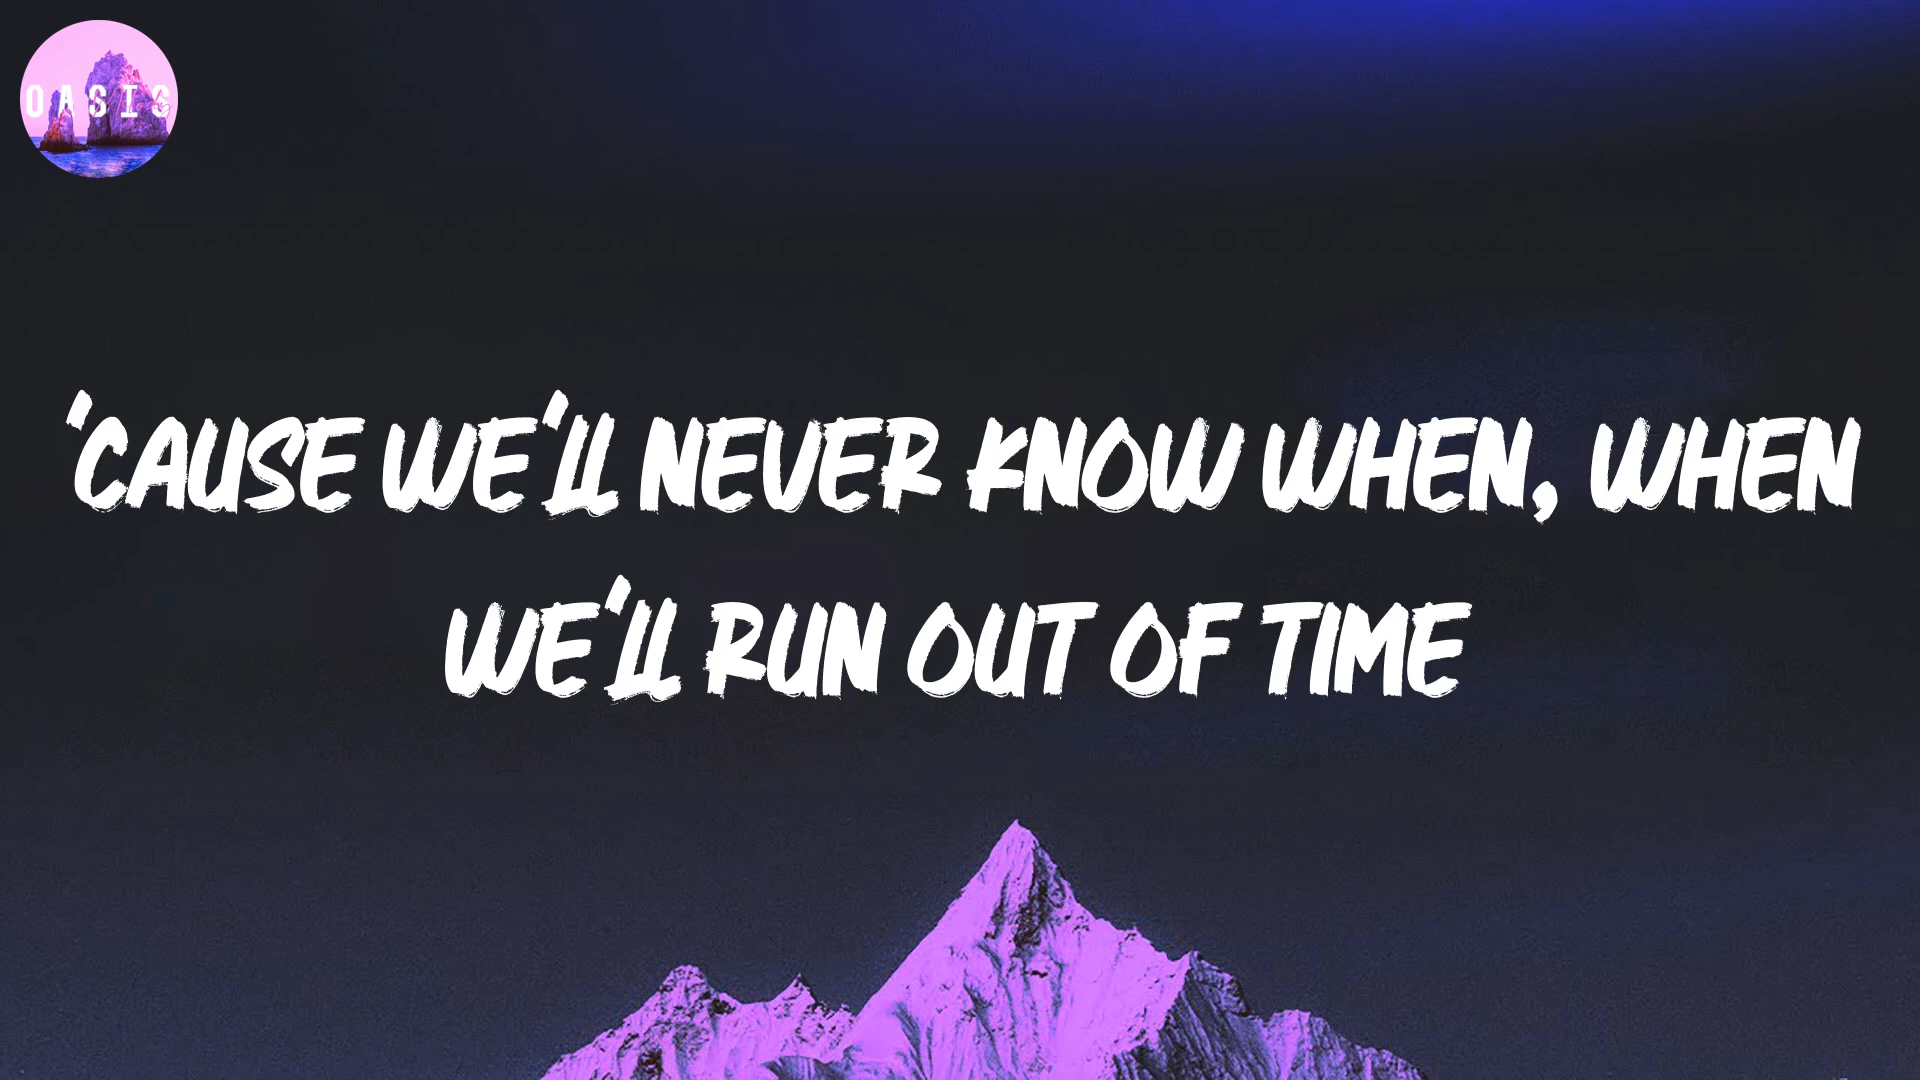 OASIS
'CAUSE WE'LL NEVER KNOW WHEN, WHEN
WE'LL RUN OUT OF TIME